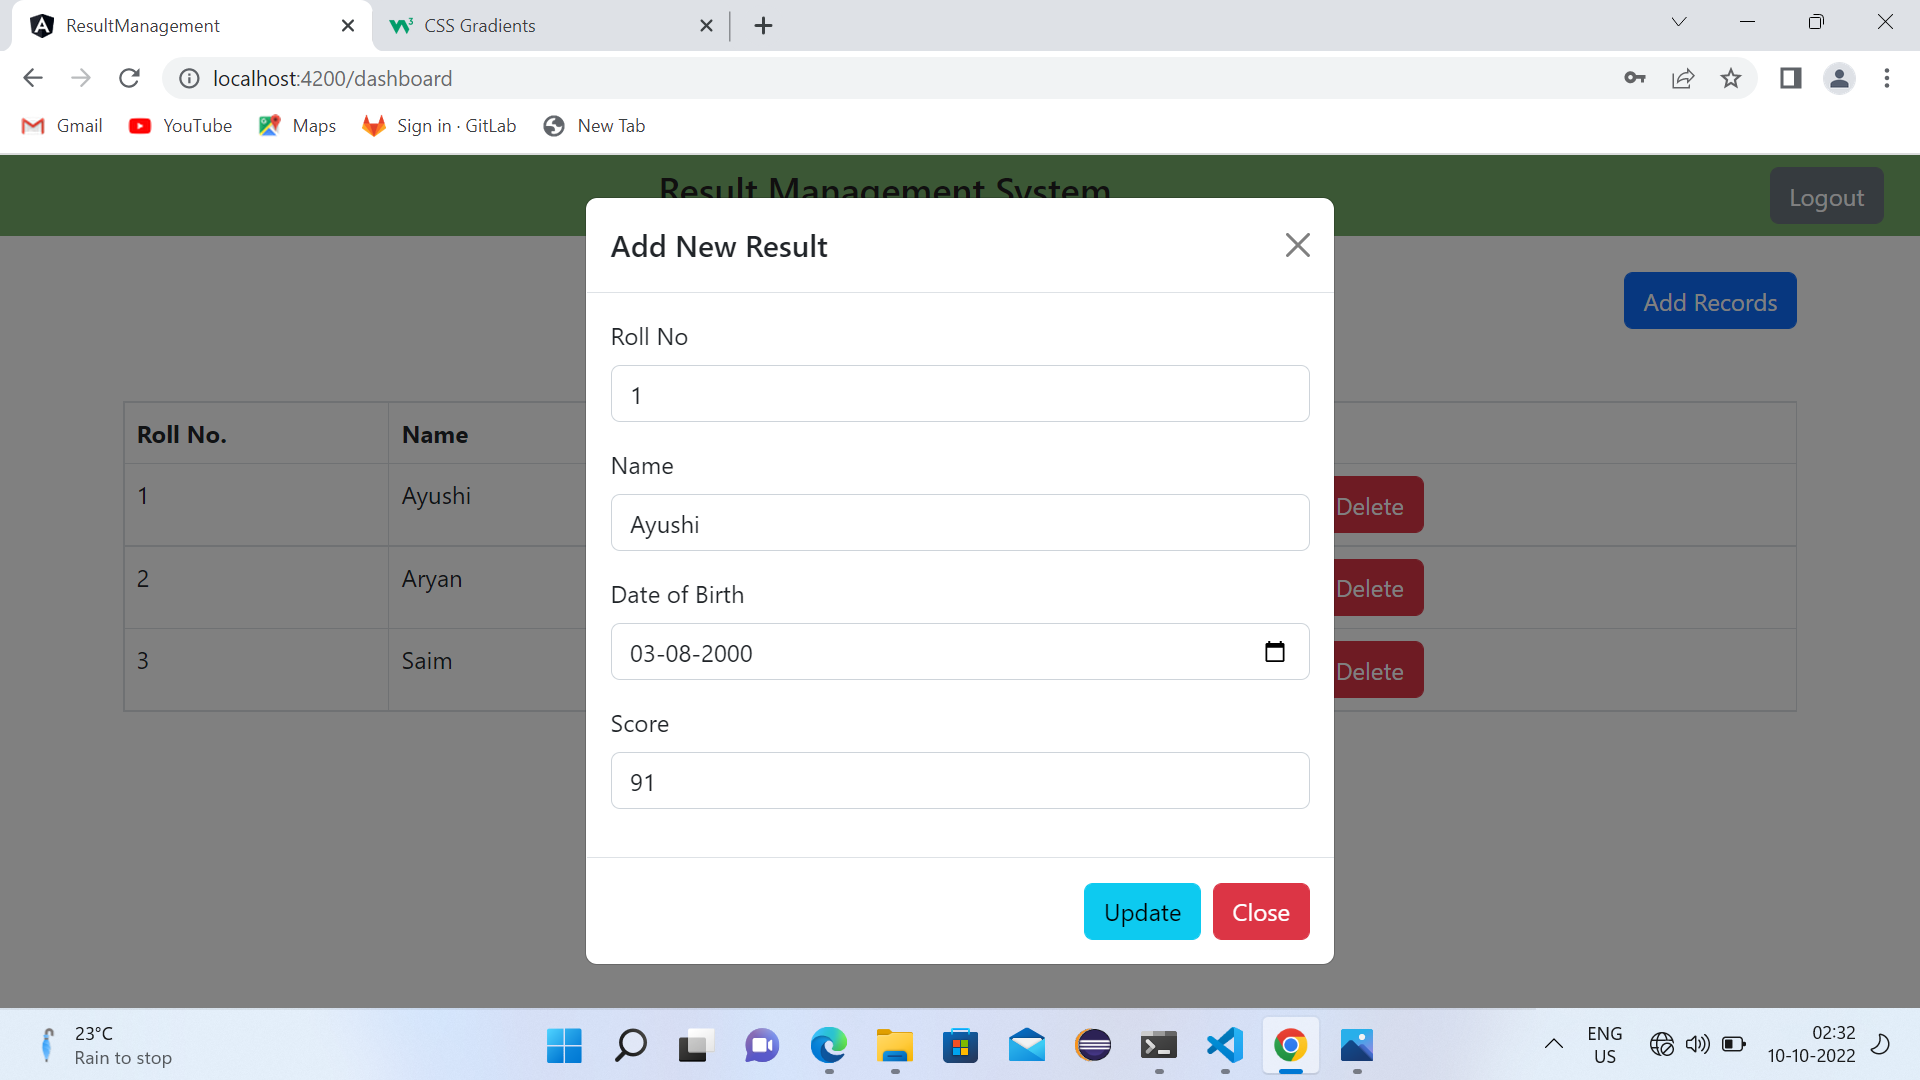 ResultManagement
CSS Gradients
localhost:4200/dashboard
Gmail
YouTube
Maps
Sign in · GitLab
New Tab
Result Management System
Logout
Add Records
Add New Result
Roll No
1
Name
Ayushi
Date of Birth
03-08-2000
Score
91
Update
Close
Roll No.
Name
1
Ayushi
Delete
2
Aryan
Delete
3
Saim
Delete
23°C
Rain to stop
ENG
US
02:32
10-10-2022